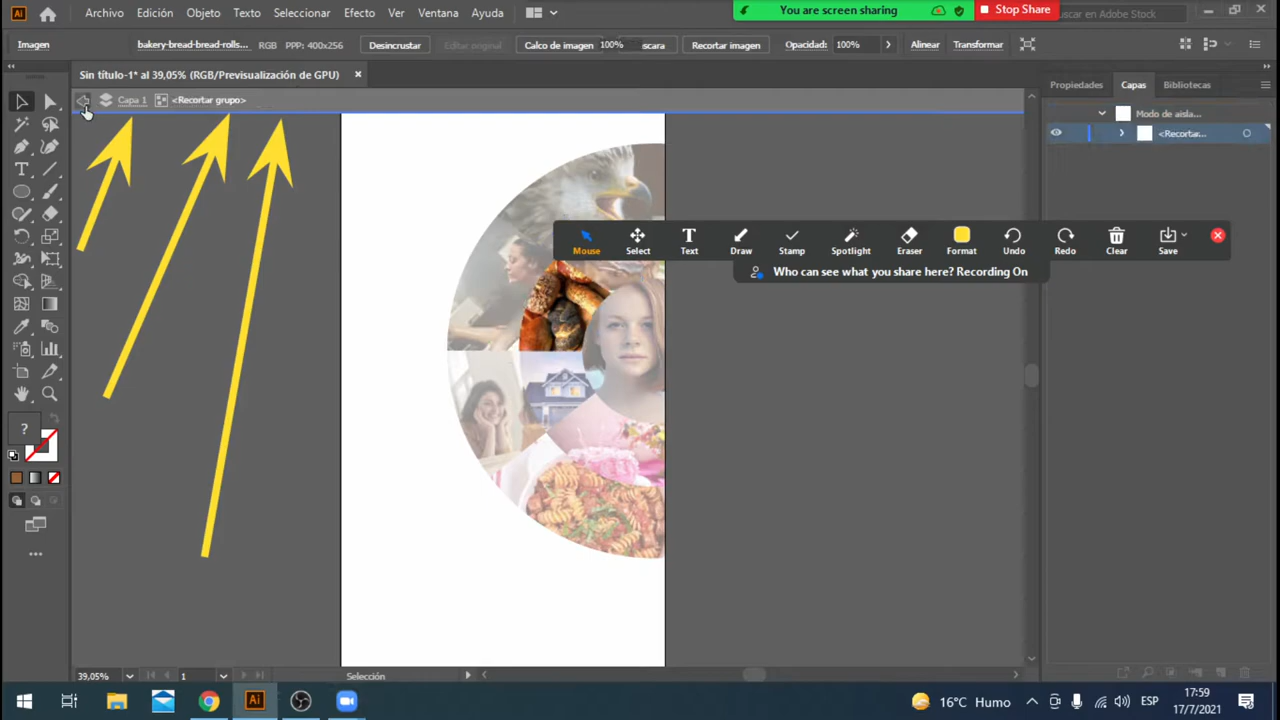 Ai
Archivo Edición Objeto Texto Seleccionar Efecto Ver Ventana Ayuda
You are screen sharing
Stop Share
uscar en Adobe Stock
Imagen
bakery-bread-bread-rolls...
RGB
PPP: 400x256
Desincrustar
Editar original
Calco de imagen
100%
scara
Recortar imagen
Opacidad:
100%
Alinear
Transformar
Sin título-1* al 39,05% (RGB/Previsualización de GPU)
Propiedades
Capas
Bibliotecas
Capa 1
<Recortar grupo>
Modo de aisla...
<Recortar...
Mouse
Select
Text
Draw
Stamp
Spotlight
Eraser
Format
Undo
Redo
Clear
Save
Who can see what you share here? Recording On
?
39,05%
1
Selección
Ai
16°C Humo
ESP
17:59
17/7/2021